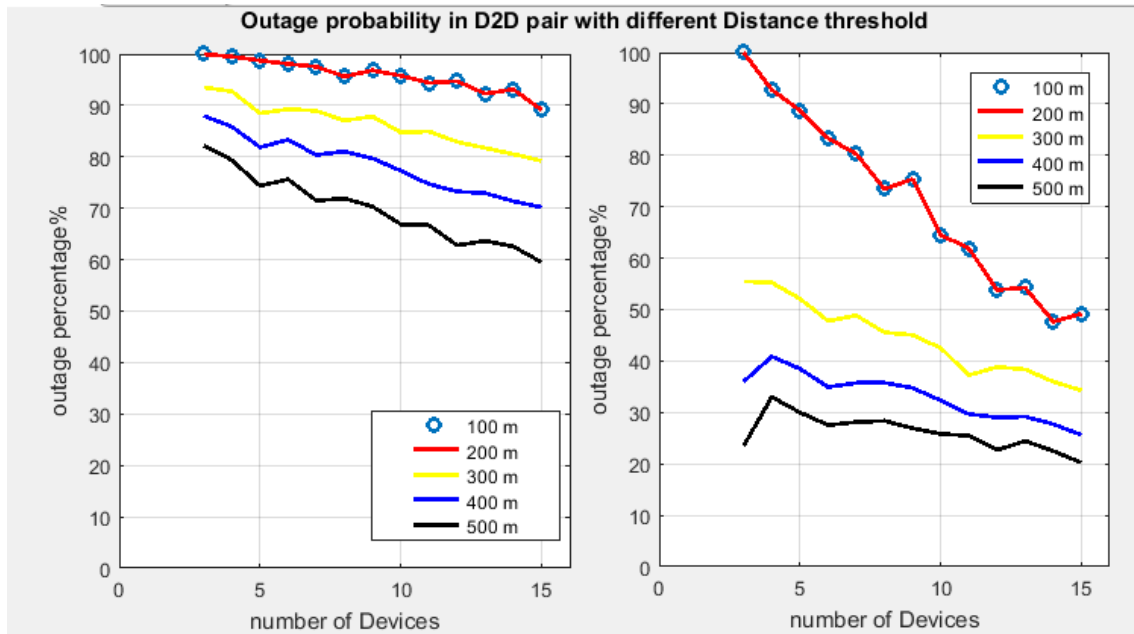 Outage probability in D2D pair with different Distance threshold
outage percentage%
100
90
80
70
60
50
40
30
20
10
0
100 m
200 m
300 m
400 m
500 m
0
5
10
15
number of Devices
outage percentage%
100
90
80
70
60
50
40
30
20
10
0
100 m
200 m
300 m
400 m
500 m
0
5
10
15
number of Devices